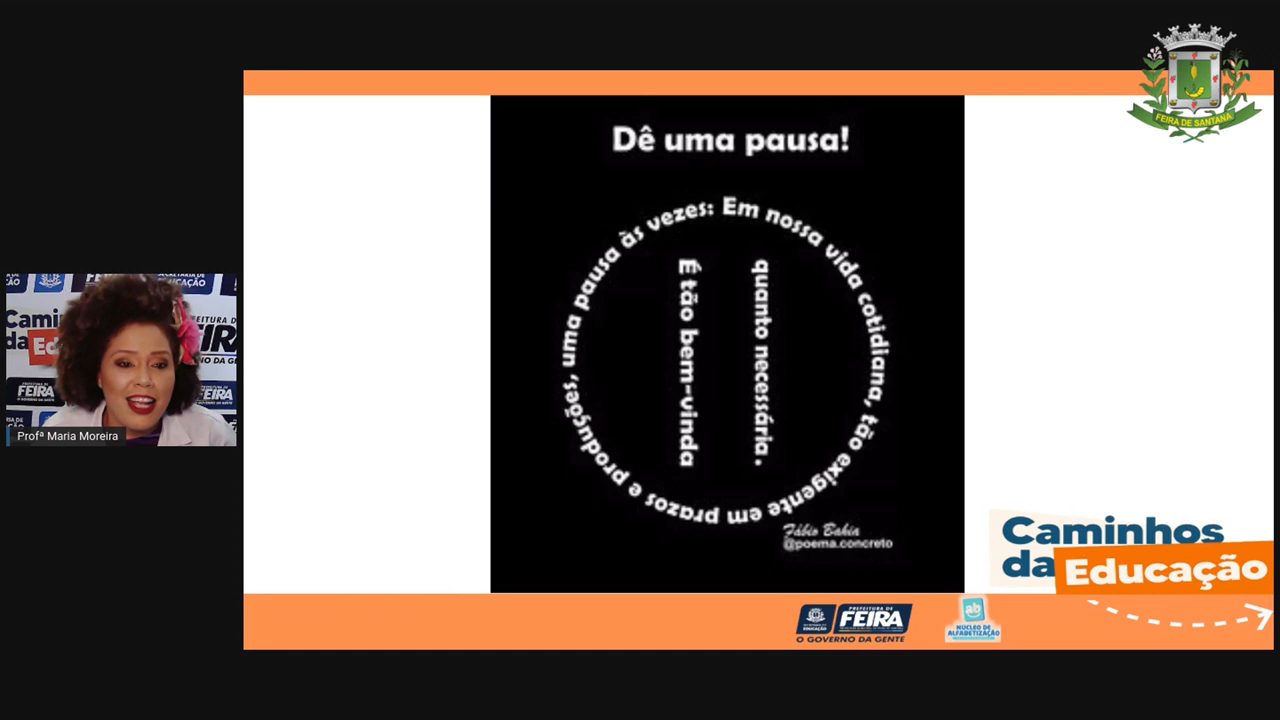 FEIRA DE SANTANA
Dê uma pausa!
Em nossa vida cotidiana, tão exigente em prazos e produções, uma pausa às vezes:
É tão bem-vinda
quanto necessária.
Fábio Bahia
@poema.concreto
Profª Maria Moreira
Caminhos
da Educação
PREFEITURA DE
FEIRA
O GOVERNO DA GENTE
ab
NÚCLEO DE
ALFABETIZAÇÃO